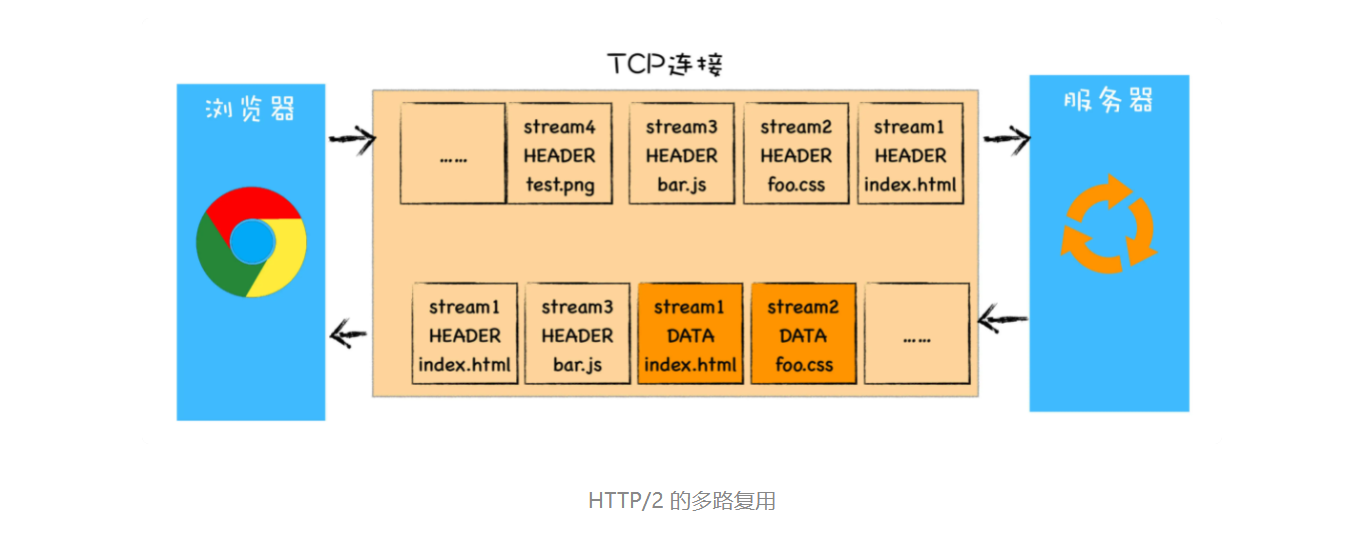 TCP连接
浏览器
服务器
……
stream4
HEADER
test.png
stream3
HEADER
bar.js
stream2
HEADER
foo.css
stream1
HEADER
index.html
stream1
HEADER
index.html
stream3
HEADER
bar.js
stream1
DATA
index.html
stream2
DATA
foo.css
……
HTTP/2 的多路复用